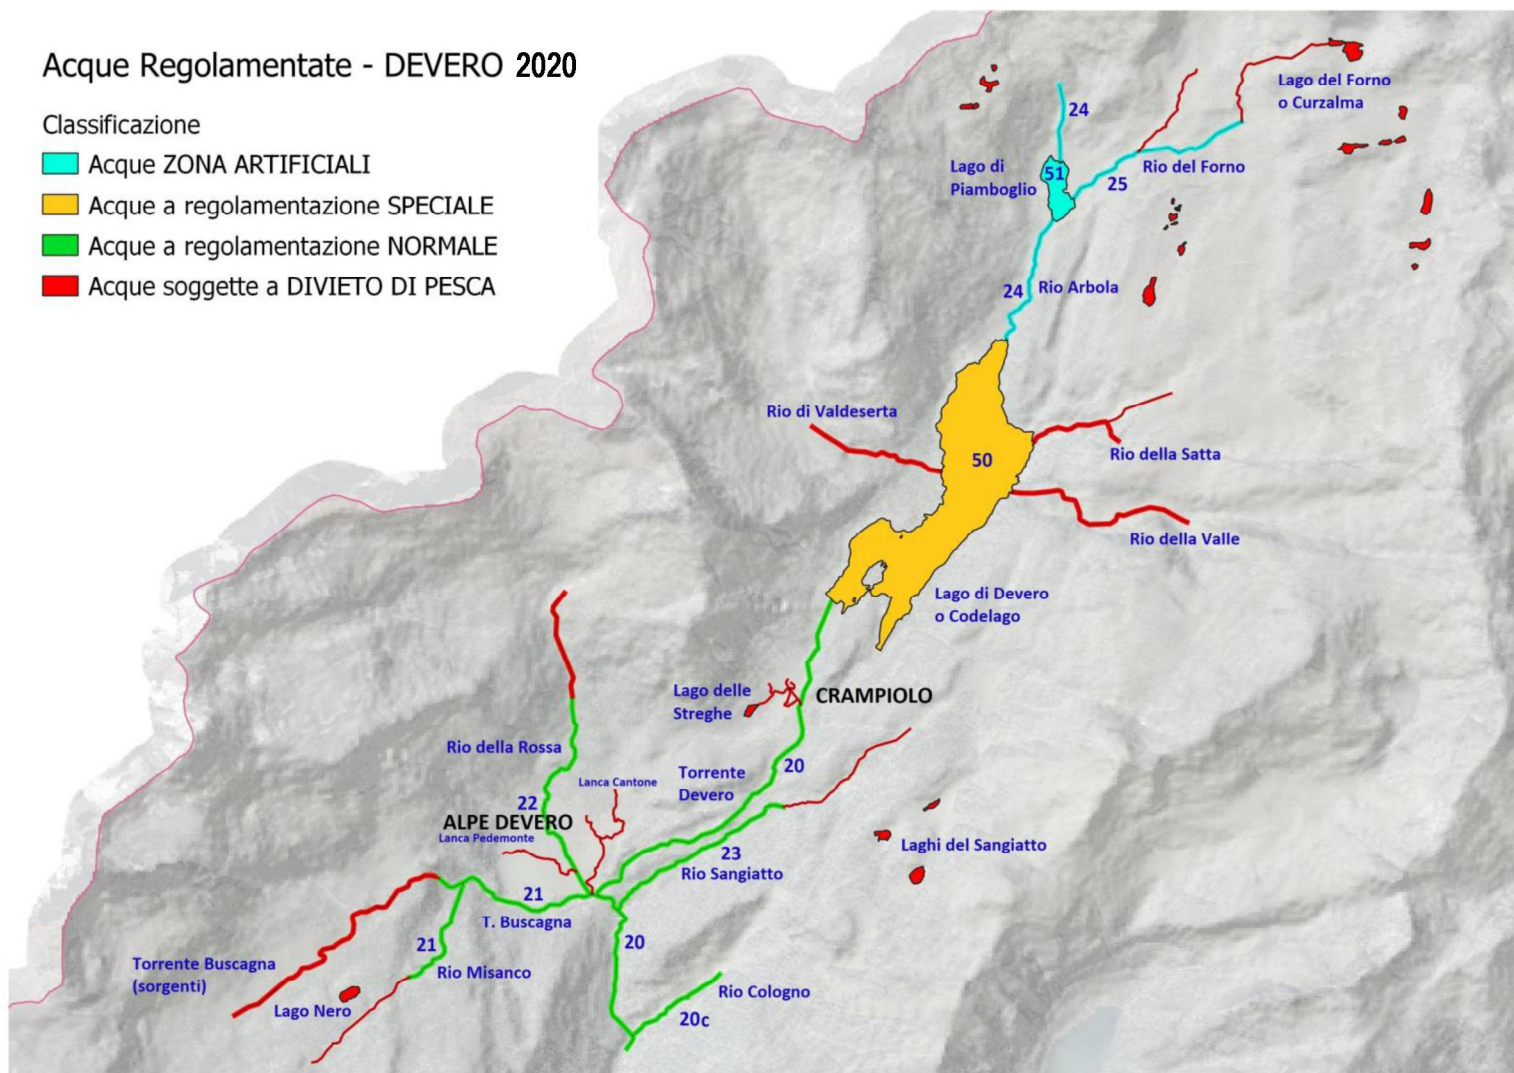 Acque Regolamentate - DEVERO 2020
Classificazione
Acque ZONA ARTIFICIALI
Acque a regolamentazione SPECIALE
Acque a regolamentazione NORMALE
Acque soggette a DIVIETO DI PESCA
Lago del Forno
o Curzalma
24
Lago di
Piamboglio
51
25
Rio del Forno
24
Rio Arbola
Rio di Valdeserta
50
Rio della Satta
Rio della Valle
Lago di Devero
o Codelago
Lago delle
Streghe
CRAMPIOLO
Rio della Rossa
Torrente
Devero
20
Lanca Cantone
22
ALPE DEVERO
Lanca Pedemonte
23
Rio Sangiatto
Laghi del Sangiatto
21
T. Buscagna
21
20
Torrente Buscagna
(sorgenti)
Rio Misanco
Lago Nero
Rio Cologno
20c